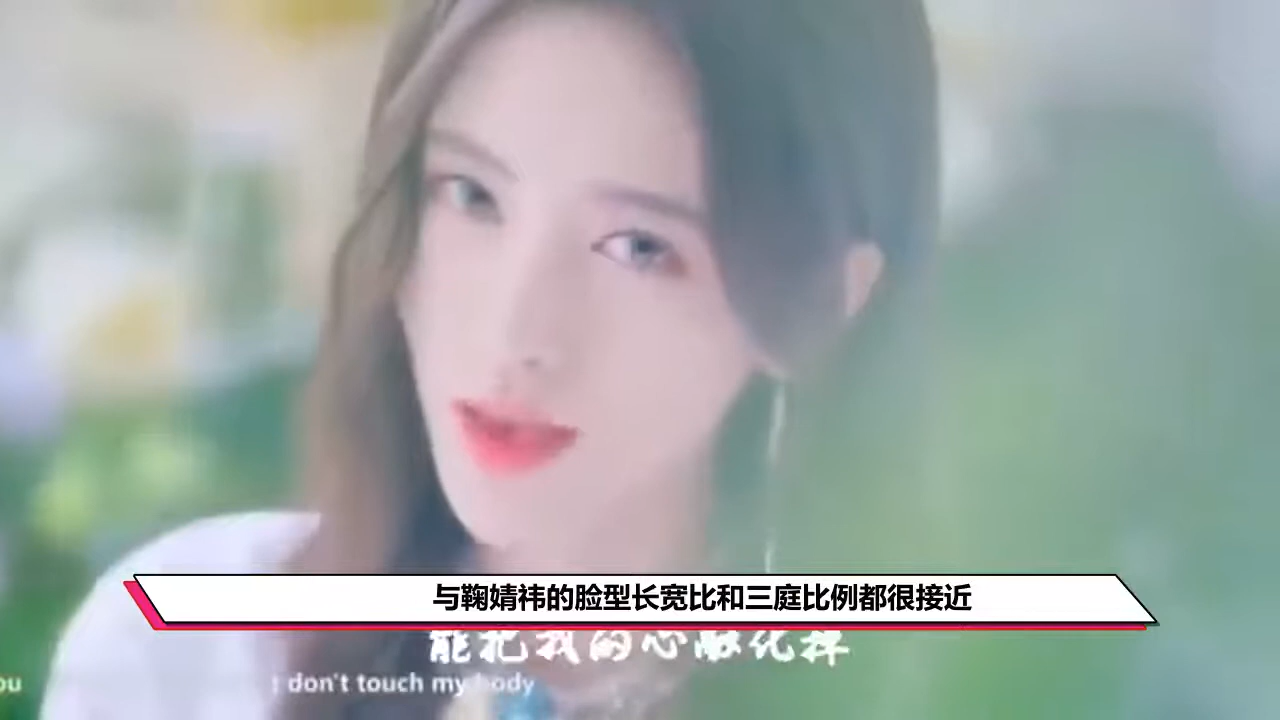 与鞠婧祎的脸型长宽比和三庭比例都很接近
能把我的心融化掉
ou
don't touch my body